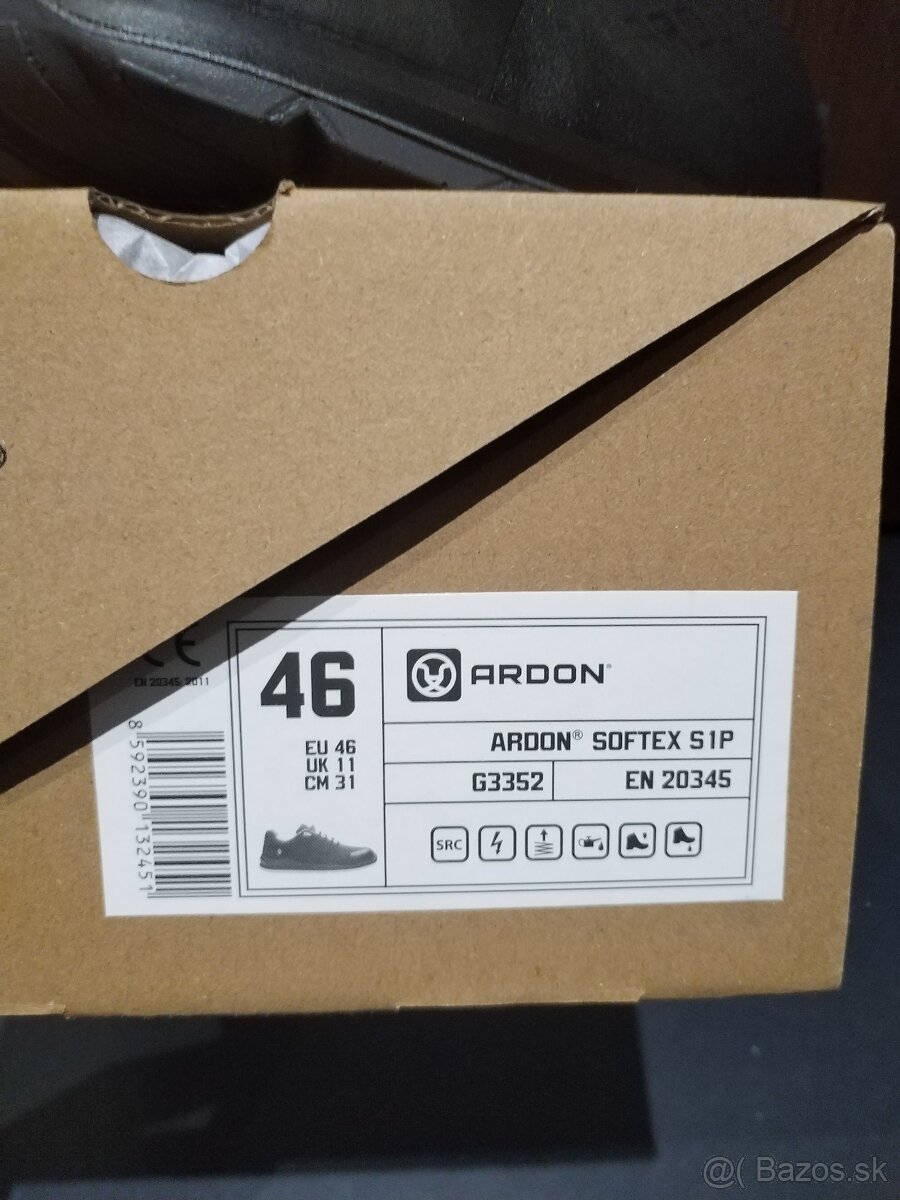 CE
EN 20345:2011
8 592390 132451
46
EU 46
UK 11
CM 31
ARDON®
ARDON® SOFTEX S1P
G3352
EN 20345
SRC
@( Bazos.sk